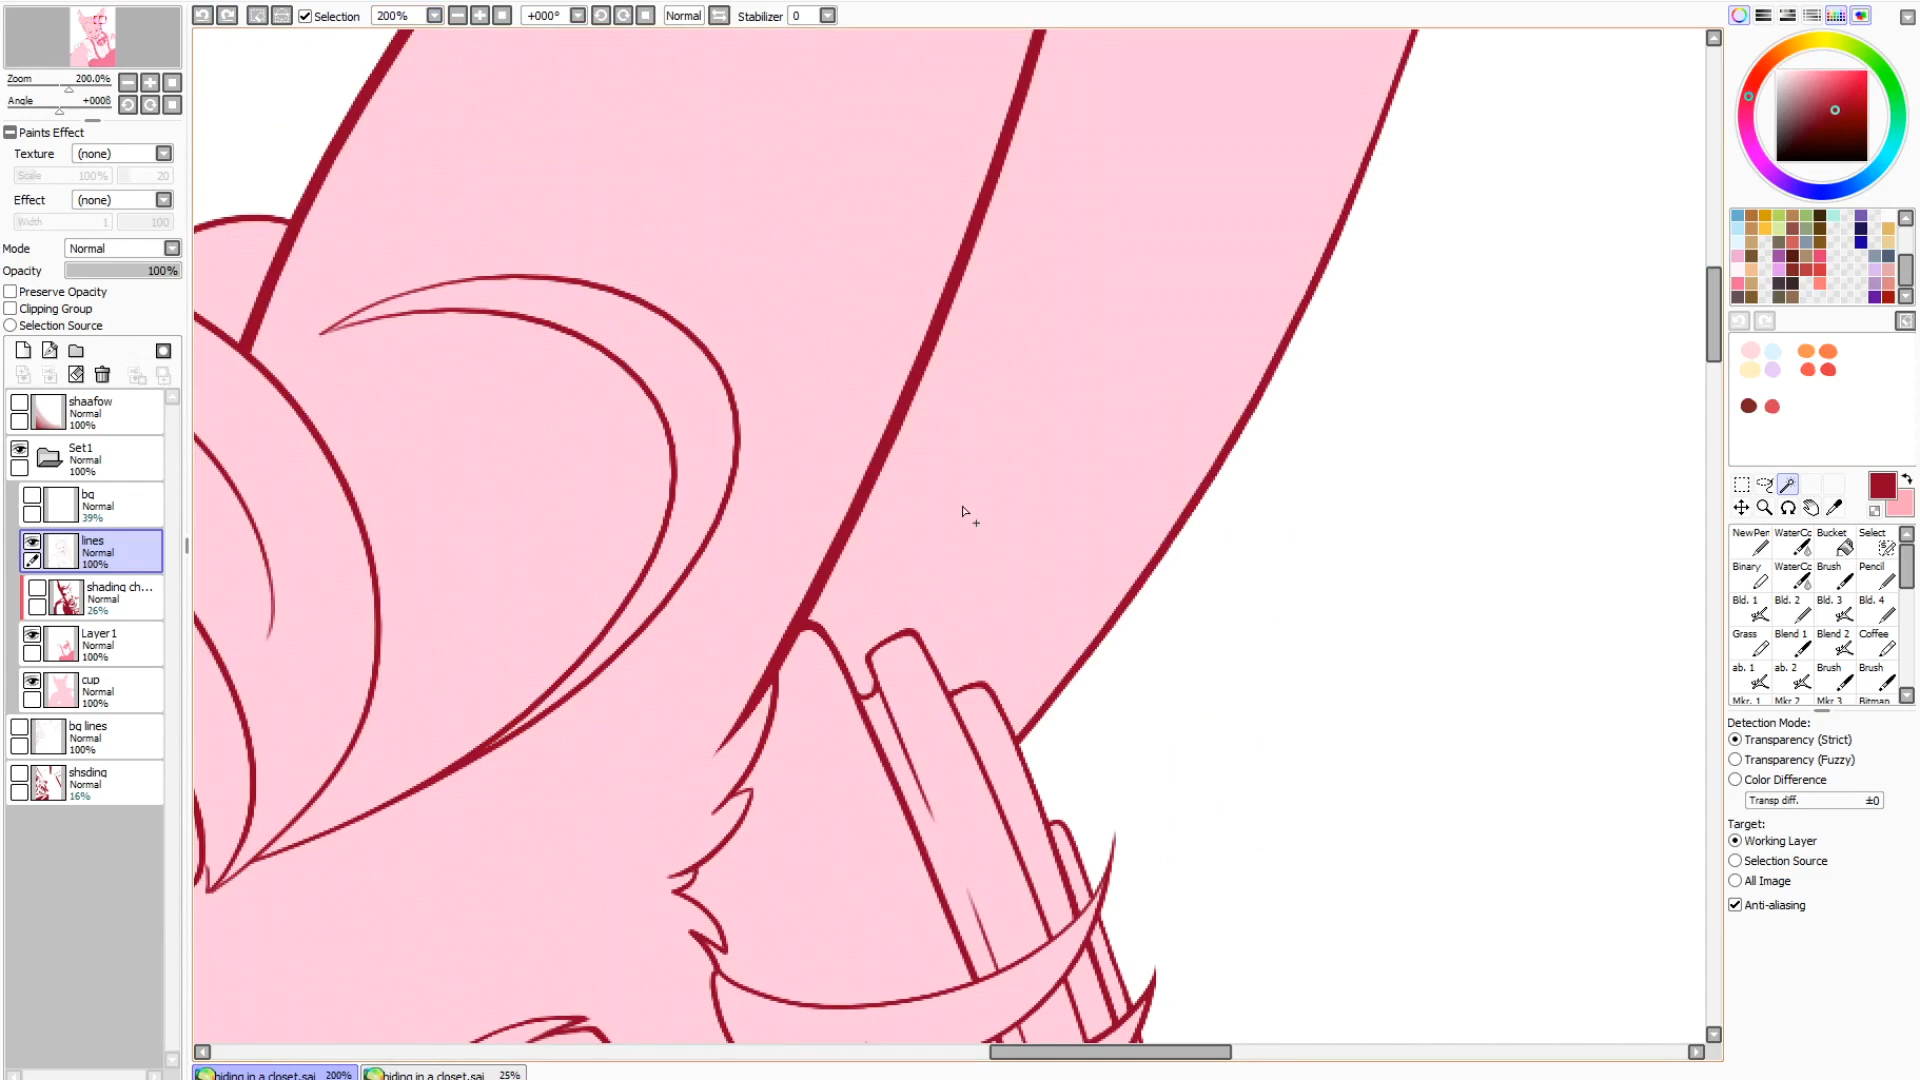 Selection 200% +000° Normal Stabilizer 0
Zoom 200.0%
Angle
Paints Effect
Texture (none)
Scale 100% 20
Effect (none)
Width 1 100
Mode Normal
Opacity 100%
Preserve Opacity
Clipping Group
Selection Source
shaafow
Normal
100%
Set1
Normal
100%
bg
Normal
39%
lines
Normal
100%
shading ch...
Normal
26%
Layer1
Normal
100%
cup
Normal
100%
bg lines
Normal
100%
shsding
Normal
16%
hiding in a closet.sai 200% hiding in a closet.sai 25%
NewPen WaterCc Bucket Select
Binary WaterCc Brush Pencil
Bld. 1 Bld. 2 Bld. 3 Bld. 4
Grass Blend 1 Blend 2 Coffee
ab. 1 ab. 2 Brush Brush
Mkr. 1 Mkr 2 Mkr 3 Bitman
Detection Mode:
Transparency (Strict)
Transparency (Fuzzy)
Color Difference
Transp diff. ±0
Target:
Working Layer
Selection Source
All Image
Anti-aliasing